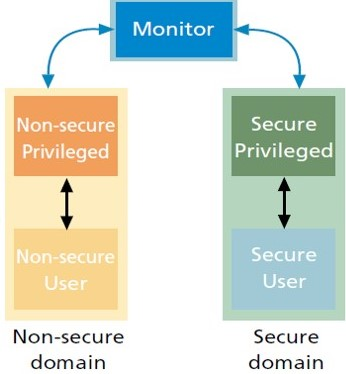 Monitor
Non-secure
Privileged
Secure
Privileged
Non-secure
User
Secure
User
Non-secure
domain
Secure
domain